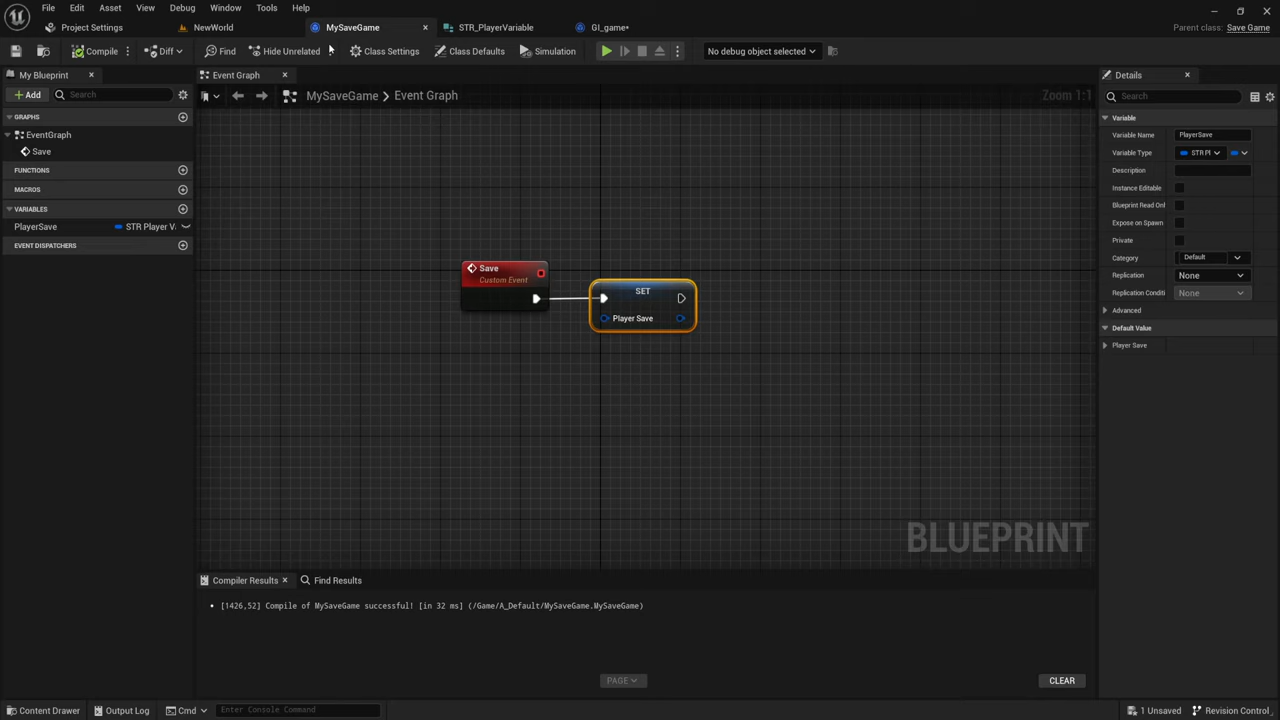 File Edit Asset View Debug Window Tools Help
Project Settings NewWorld MySaveGame STR_PlayerVariable GI_game* Parent class: Save Game
Compile Diff Find Hide Unrelated Class Settings Class Defaults Simulation No debug object selected
My Blueprint Event Graph Details
Add Search MySaveGame > Event Graph Zoom 1:1 Search
GRAPHS
EventGraph
Save
FUNCTIONS
MACROS
VARIABLES
PlayerSave STR Player V
EVENT DISPATCHERS
Save
Custom Event
SET
Player Save
Variable
Variable Name PlayerSave
Variable Type STR Pl
Description
Instance Editable
Blueprint Read Onl
Expose on Spawn
Private
Category Default
Replication None
Replication Conditi None
Advanced
Default Value
Player Save
BLUEPRINT
Compiler Results Find Results
[1426,52] Compile of MySaveGame successful! [in 32 ms] (/Game/A_Default/MySaveGame.MySaveGame)
PAGE CLEAR
Content Drawer Output Log Cmd Enter Console Command 1 Unsaved Revision Control